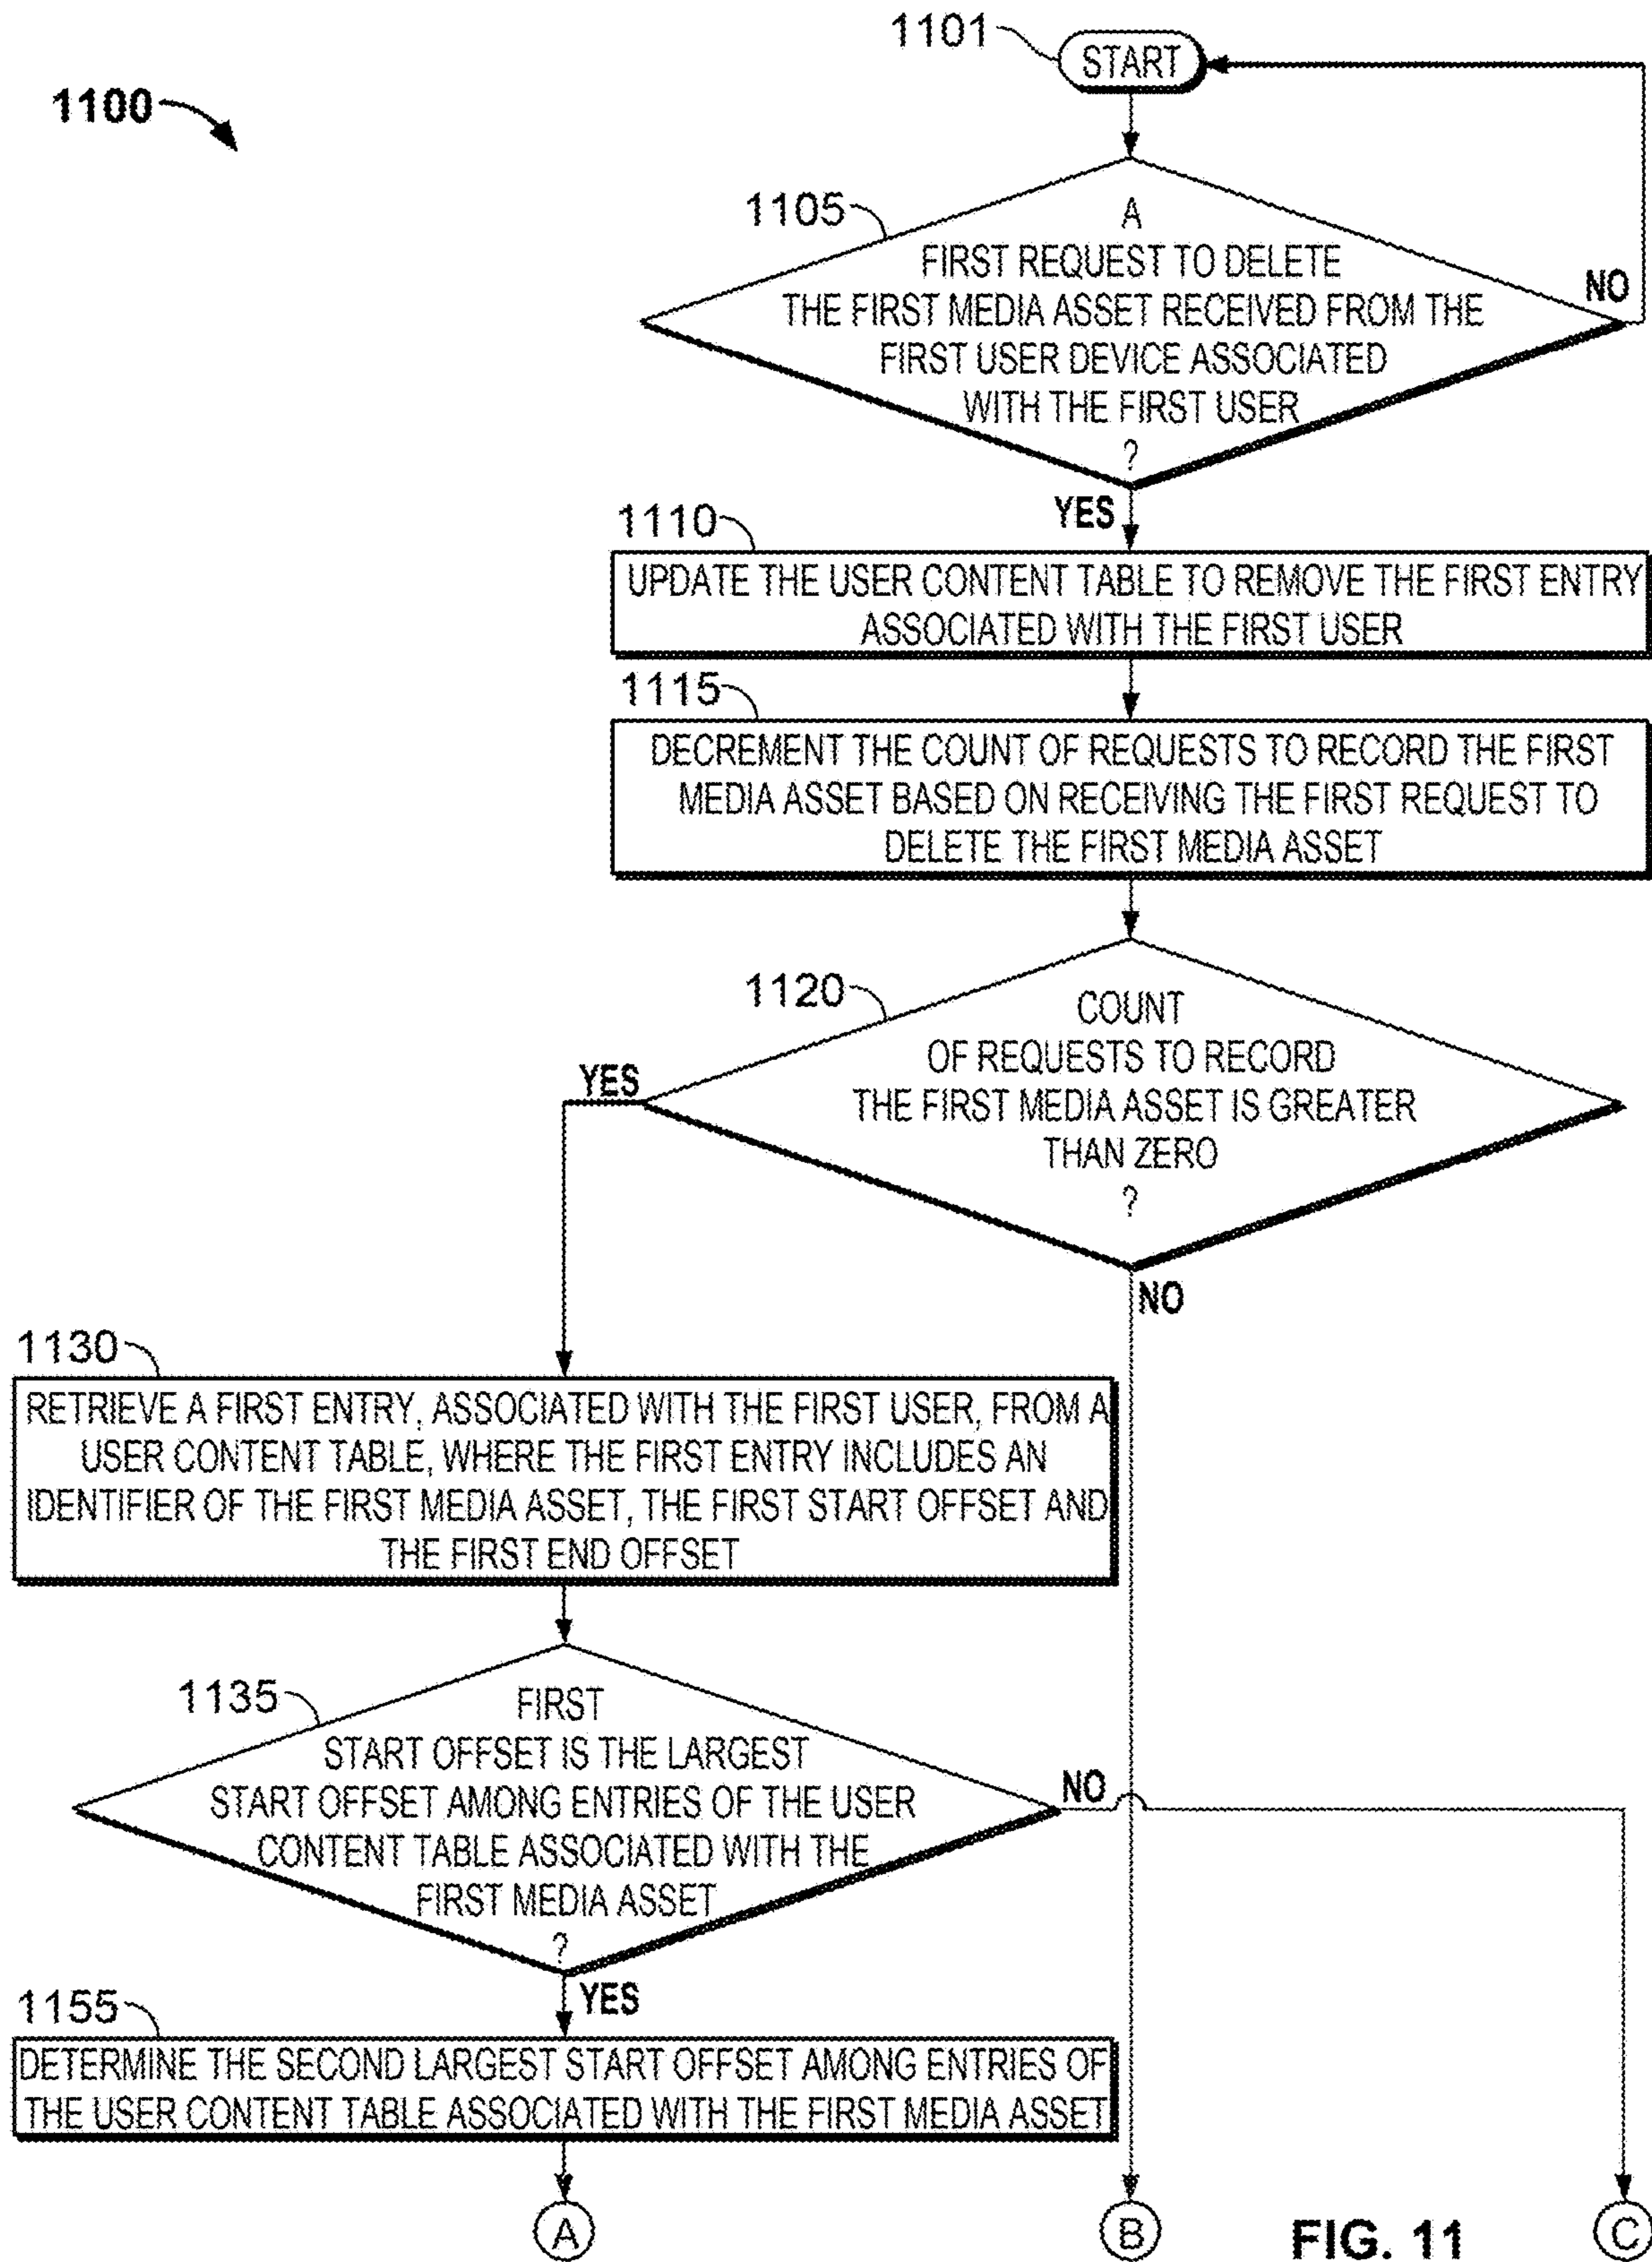 1101
START
1100
1105
A
FIRST REQUEST TO DELETE
THE FIRST MEDIA ASSET RECEIVED FROM THE
FIRST USER DEVICE ASSOCIATED
WITH THE FIRST USER
?
NO
YES
1110
UPDATE THE USER CONTENT TABLE TO REMOVE THE FIRST ENTRY
ASSOCIATED WITH THE FIRST USER
1115
DECREMENT THE COUNT OF REQUESTS TO RECORD THE FIRST
MEDIA ASSET BASED ON RECEIVING THE FIRST REQUEST TO
DELETE THE FIRST MEDIA ASSET
1120
COUNT
OF REQUESTS TO RECORD
THE FIRST MEDIA ASSET IS GREATER
THAN ZERO
?
YES
NO
1130
RETRIEVE A FIRST ENTRY, ASSOCIATED WITH THE FIRST USER, FROM A
USER CONTENT TABLE, WHERE THE FIRST ENTRY INCLUDES AN
IDENTIFIER OF THE FIRST MEDIA ASSET, THE FIRST START OFFSET AND
THE FIRST END OFFSET
1135
FIRST
START OFFSET IS THE LARGEST
START OFFSET AMONG ENTRIES OF THE USER
CONTENT TABLE ASSOCIATED WITH THE
FIRST MEDIA ASSET
?
NO
YES
1155
DETERMINE THE SECOND LARGEST START OFFSET AMONG ENTRIES OF
THE USER CONTENT TABLE ASSOCIATED WITH THE FIRST MEDIA ASSET
A
B
C
FIG. 11